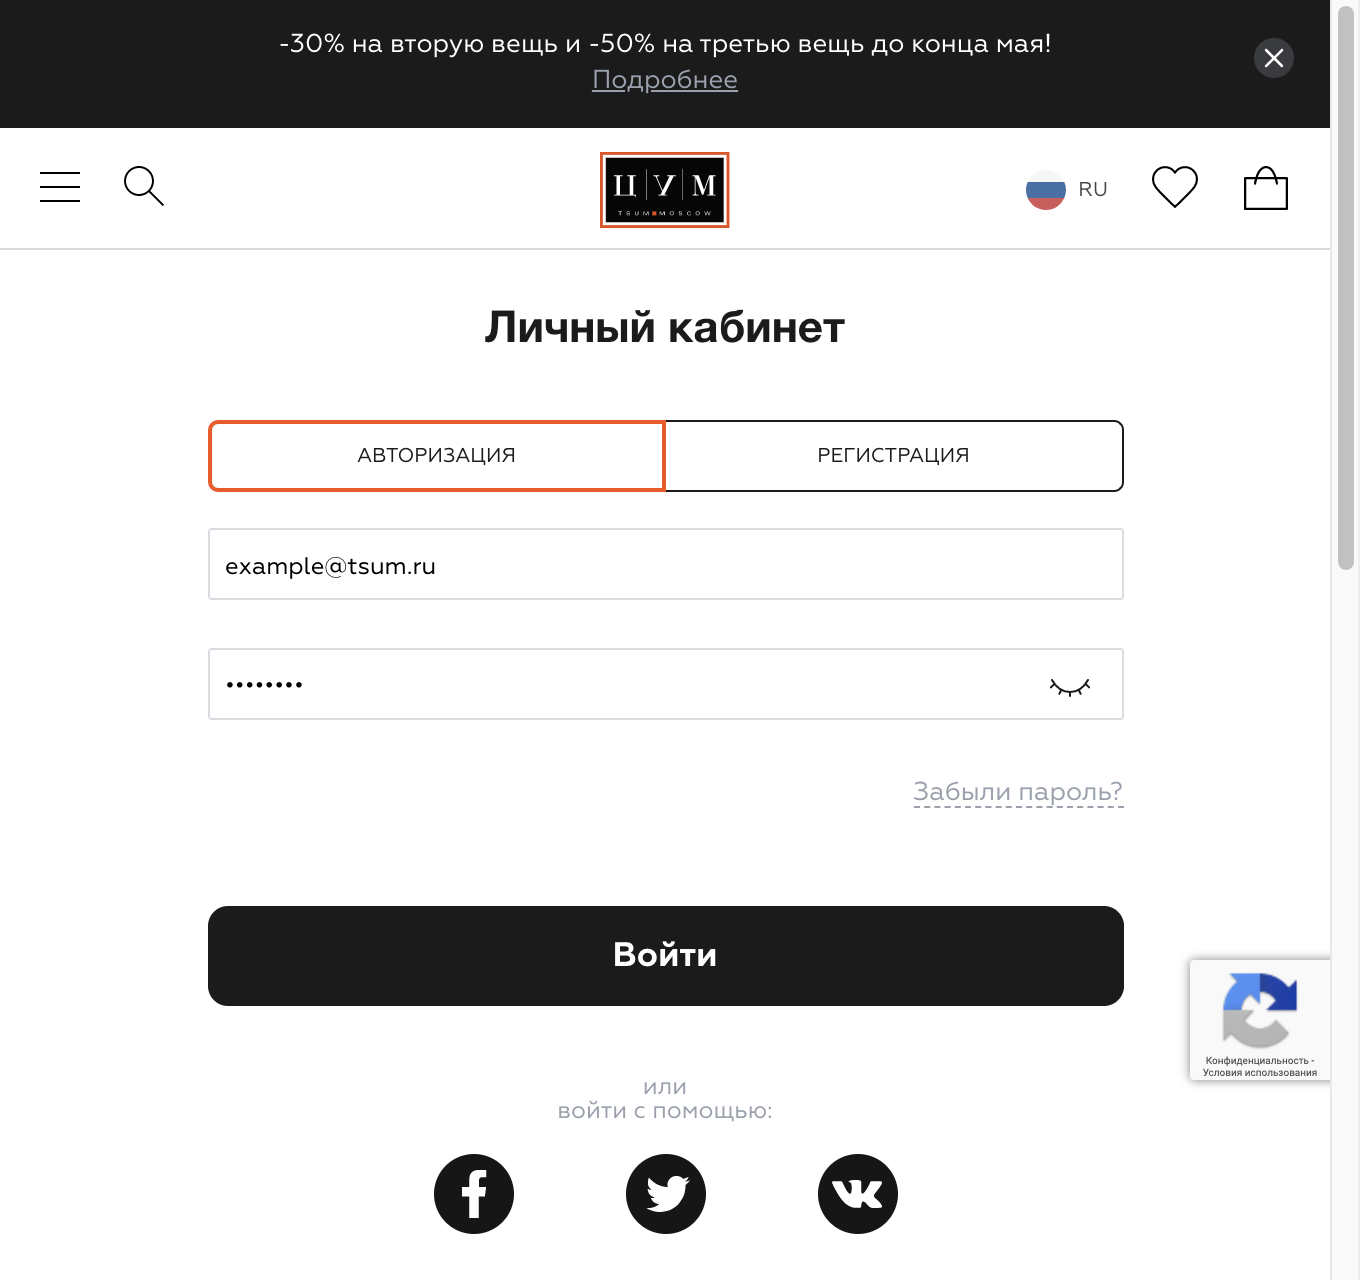 -30% на вторую вещь и -50% на третью вещь до конца мая!
Подробнее
ЦУМ
TSUM MOSCOW
RU
Личный кабинет
АВТОРИЗАЦИЯ
РЕГИСТРАЦИЯ
example@tsum.ru
••••••••
Забыли пароль?
Войти
Конфиденциальность -
Условия использования
или
войти с помощью: